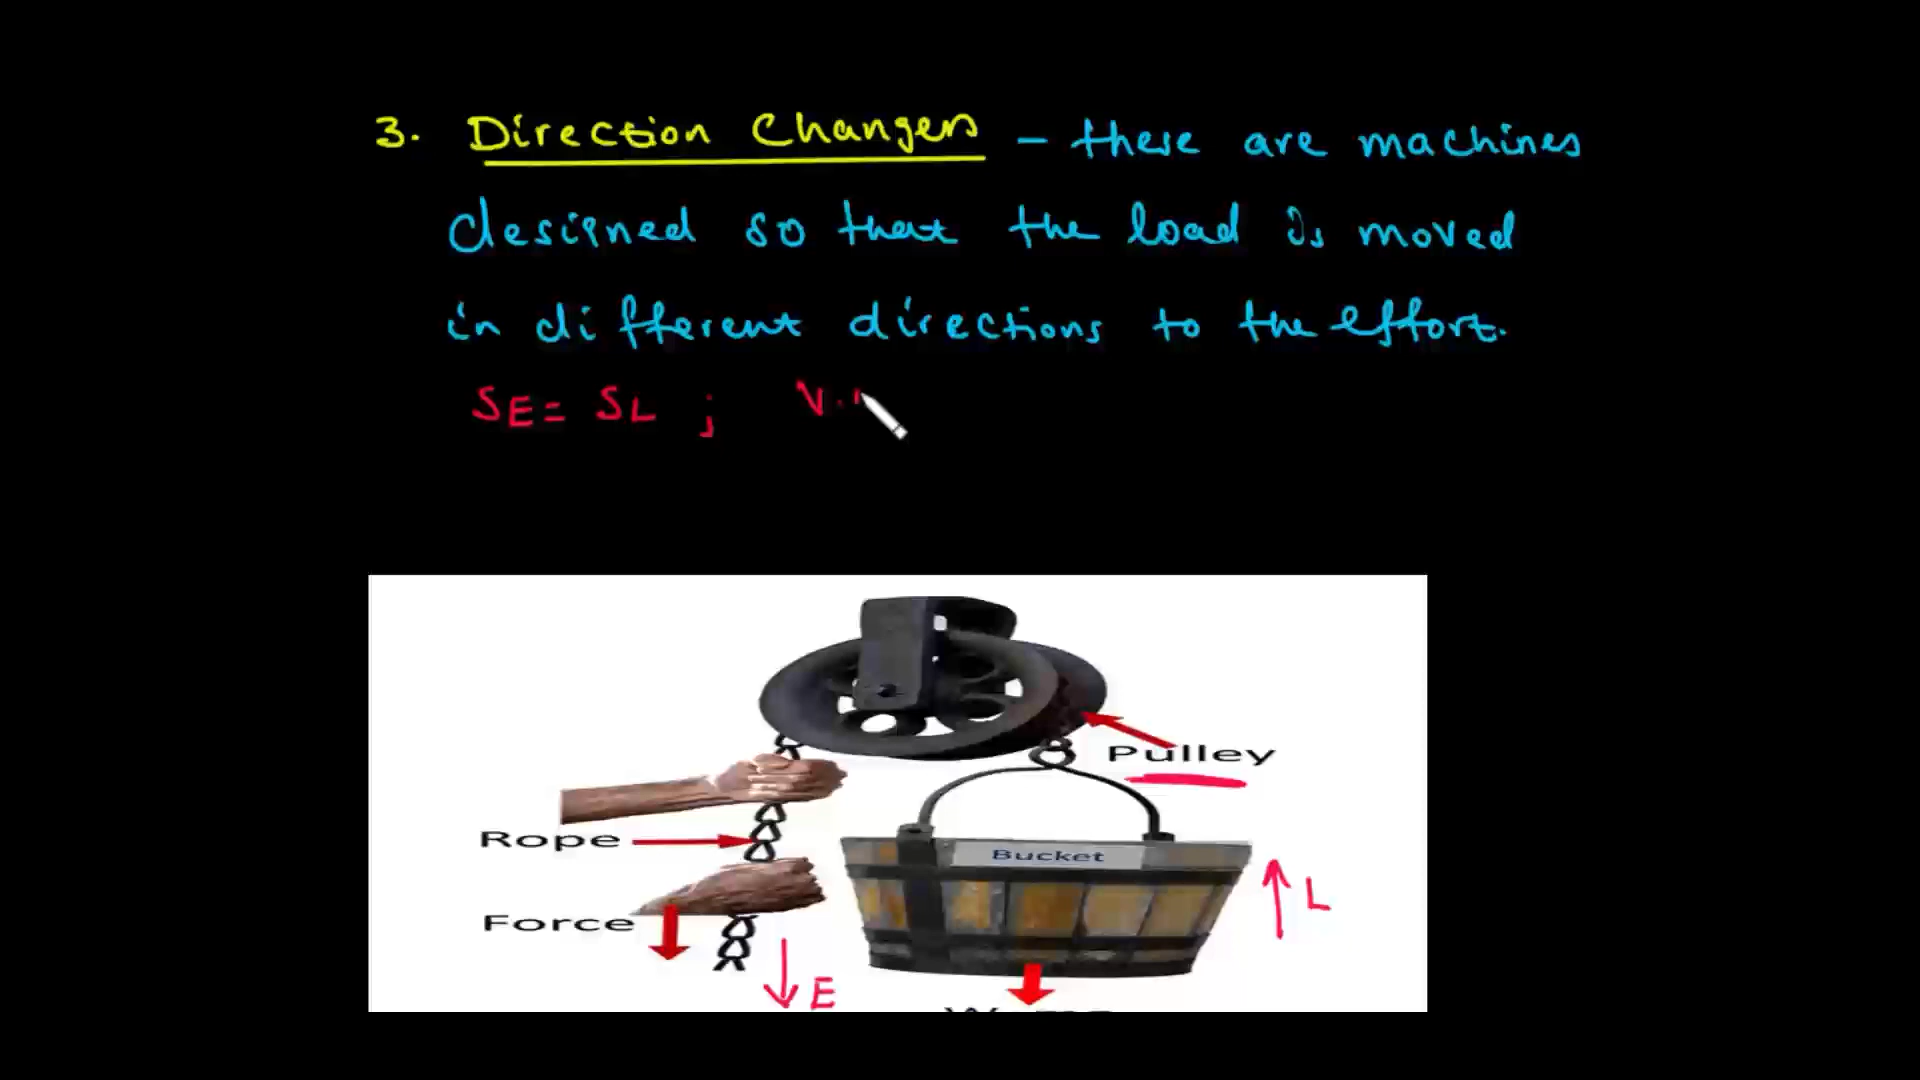 3. Direction Changers – these are machines
designed so that the load is moved
in different directions to the effort.
SE = SL ; V.
Pulley
Rope
Bucket
Force
L
E